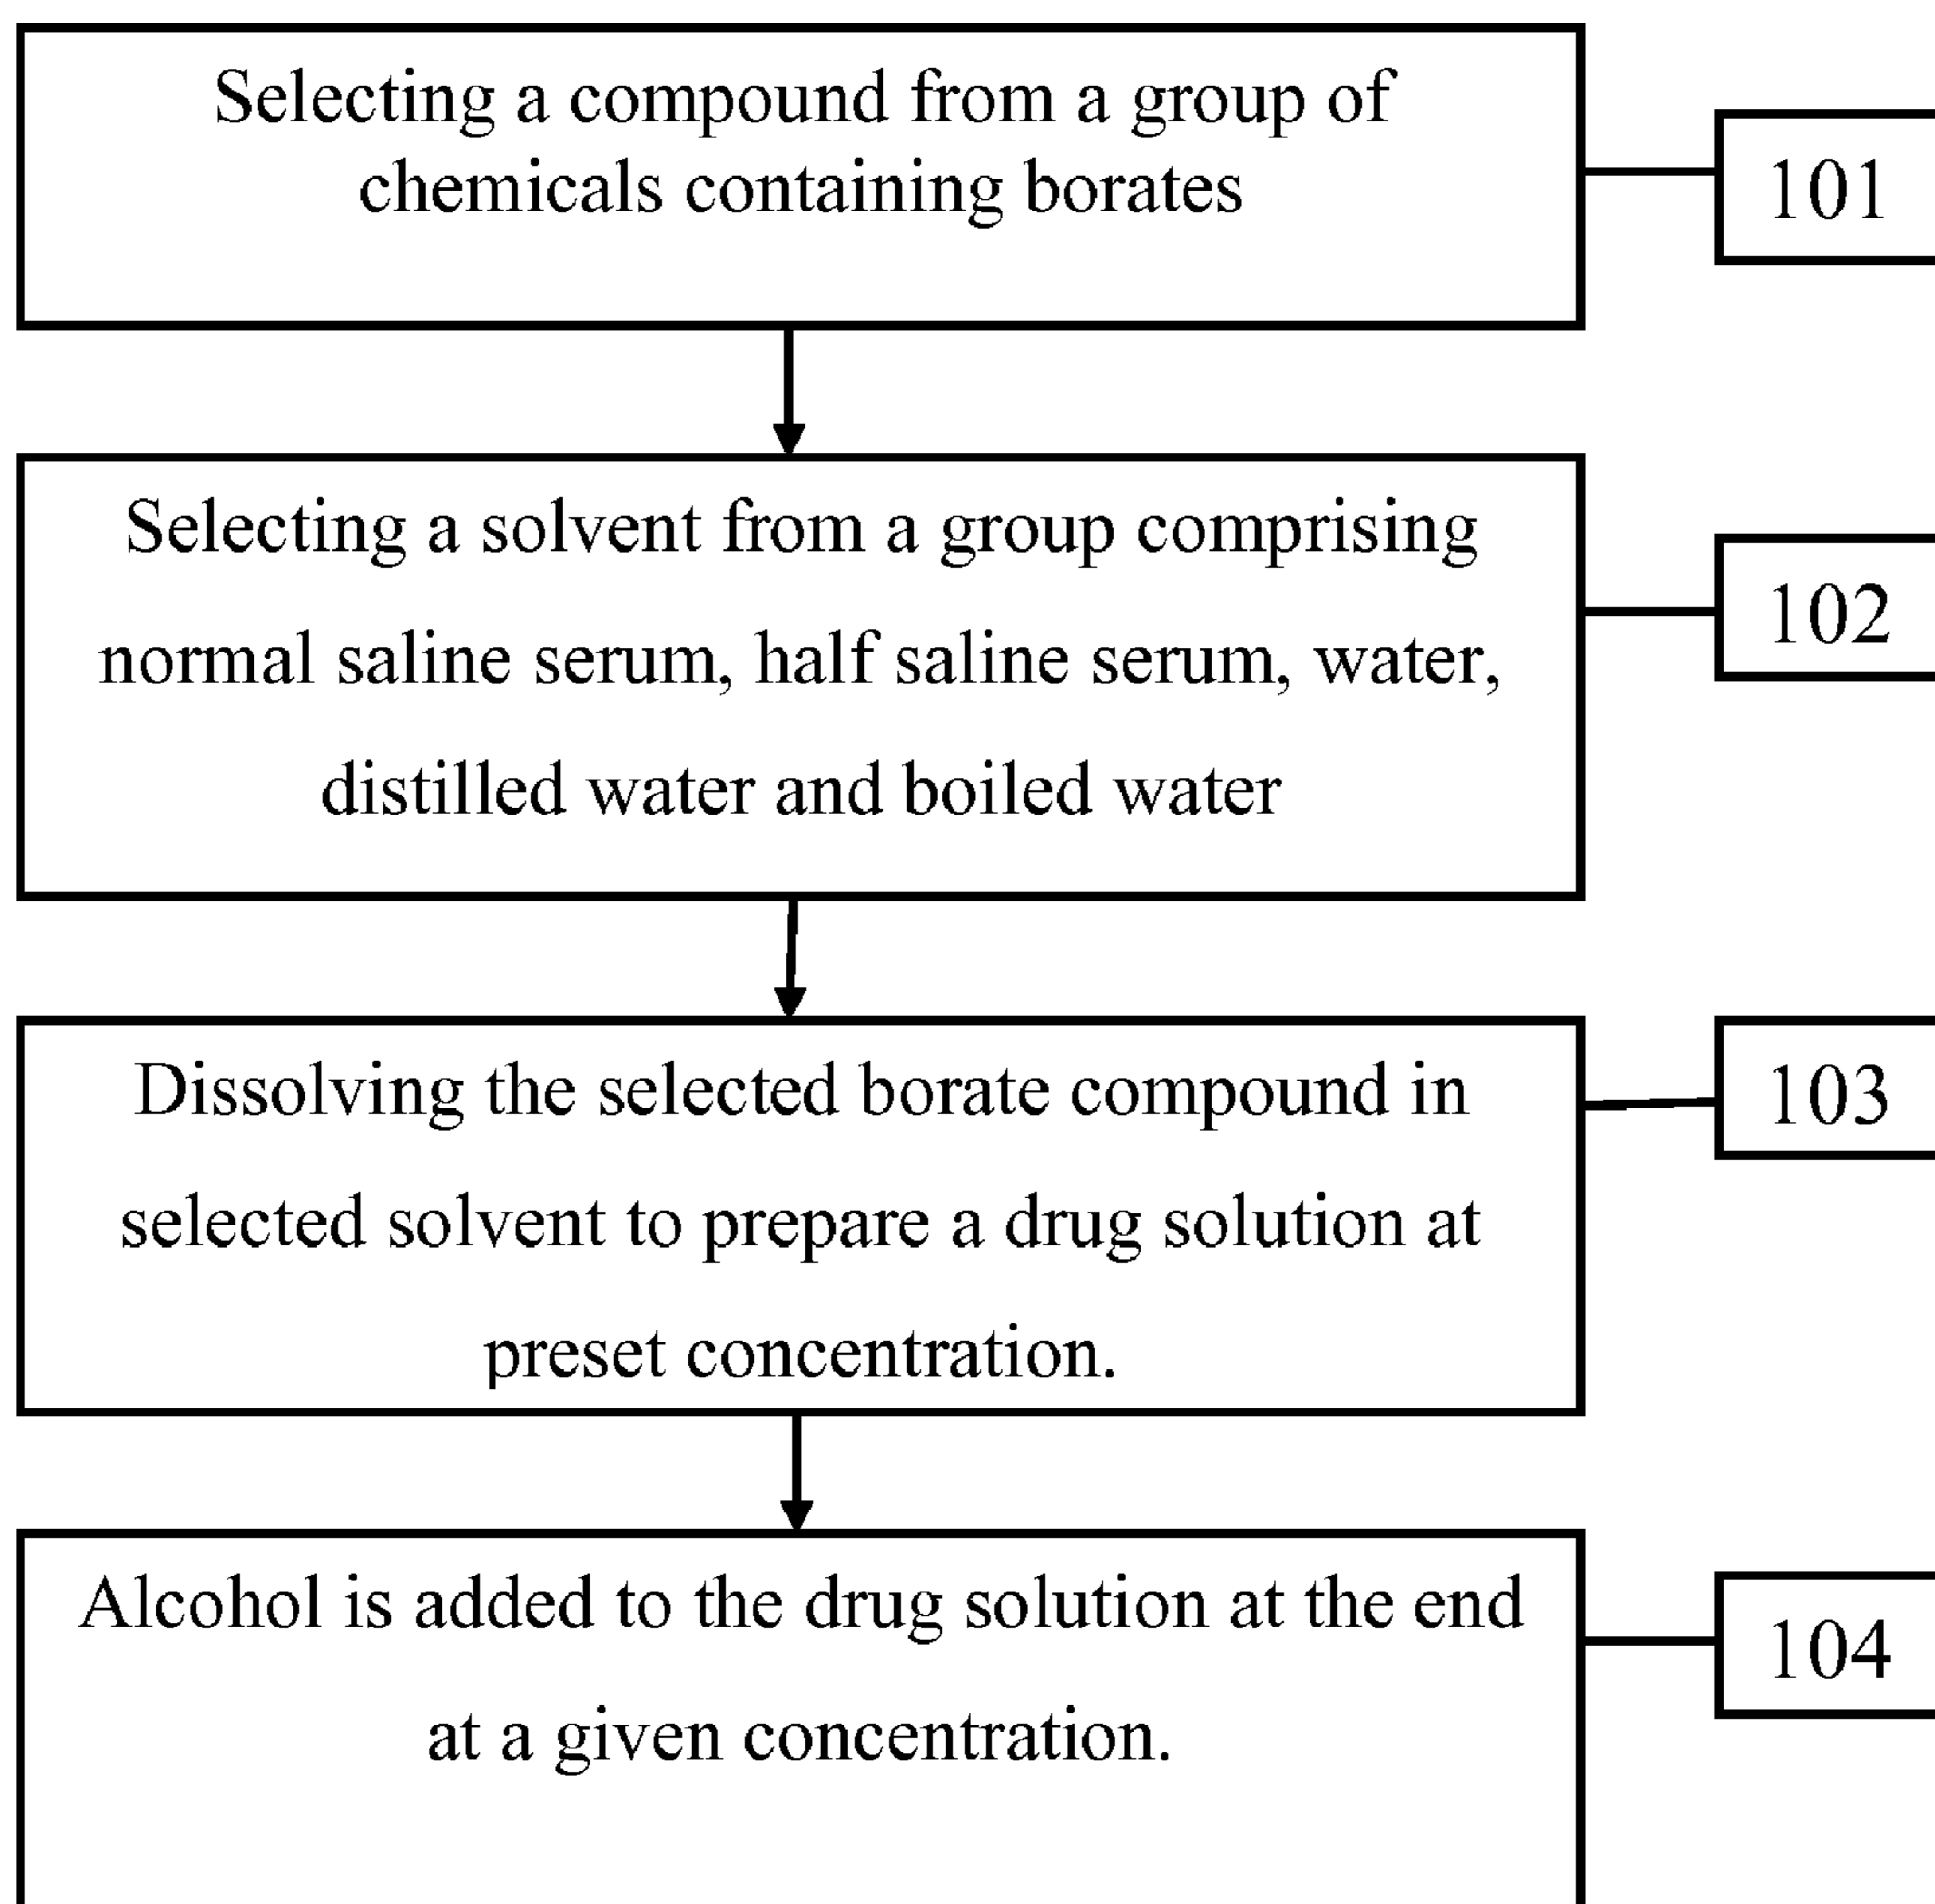 Selecting a compound from a group of
chemicals containing borates
101
Selecting a solvent from a group comprising
normal saline serum, half saline serum, water,
distilled water and boiled water
102
Dissolving the selected borate compound in
selected solvent to prepare a drug solution at
preset concentration.
103
Alcohol is added to the drug solution at the end
at a given concentration.
104